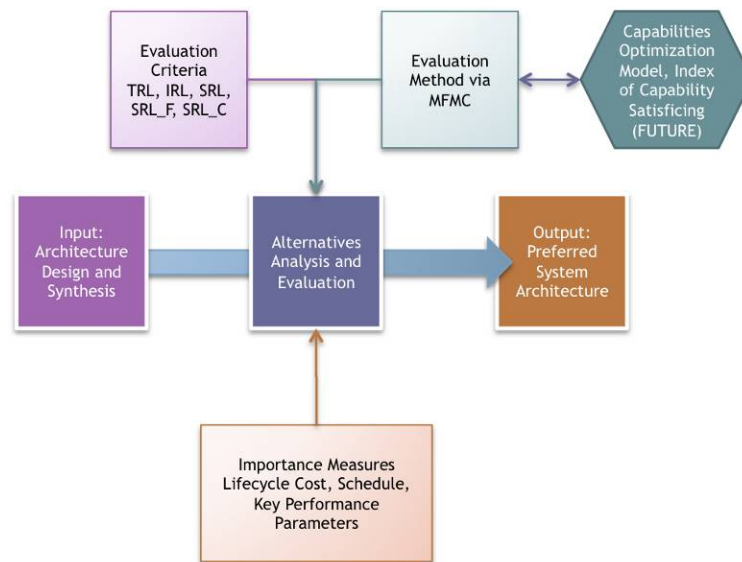 Evaluation
Criteria
TRL, IRL, SRL,
SRL_F, SRL_C
Evaluation
Method via
MFMC
Capabilities
Optimization
Model, Index
of Capability
Satisficing
(FUTURE)
Input:
Architecture
Design and
Synthesis
Alternatives
Analysis and
Evaluation
Output:
Preferred
System
Architecture
Importance Measures
Lifecycle Cost, Schedule,
Key Performance
Parameters